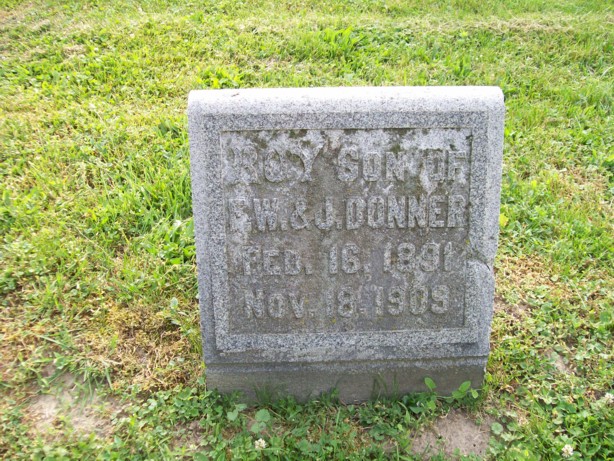 ROY SON OF
F.W. & J. DONNER
FEB. 16. 1891
NOV. 18. 1909